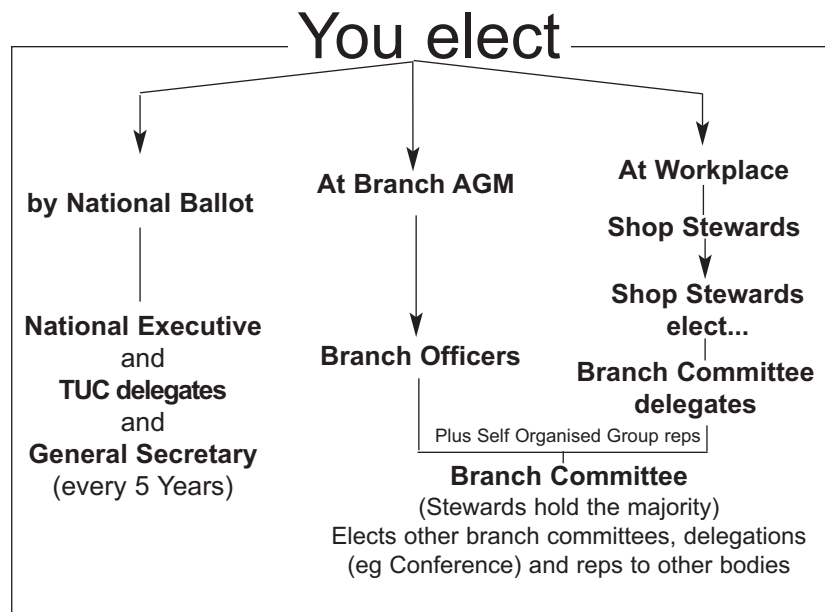 You elect
by National Ballot
National Executive
and
TUC delegates
and
General Secretary
(every 5 Years)
At Branch AGM
Branch Officers
At Workplace
Shop Stewards
Shop Stewards
elect...
Branch Committee
delegates
Plus Self Organised Group reps
Branch Committee
(Stewards hold the majority)
Elects other branch committees, delegations
(eg Conference) and reps to other bodies